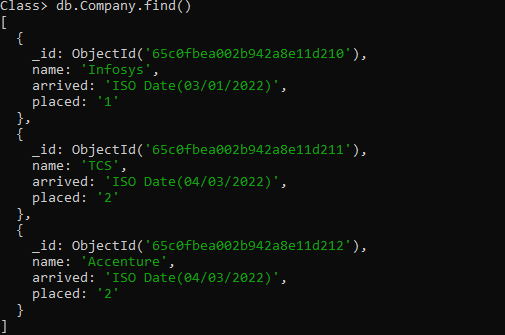 Class> db.Company.find()
[
  {
    _id: ObjectId('65c0fbea002b942a8e11d210'),
    name: 'Infosys',
    arrived: 'ISO Date(03/01/2022)',
    placed: '1'
  },
  {
    _id: ObjectId('65c0fbea002b942a8e11d211'),
    name: 'TCS',
    arrived: 'ISO Date(04/03/2022)',
    placed: '2'
  },
  {
    _id: ObjectId('65c0fbea002b942a8e11d212'),
    name: 'Accenture',
    arrived: 'ISO Date(04/03/2022)',
    placed: '2'
  }
]